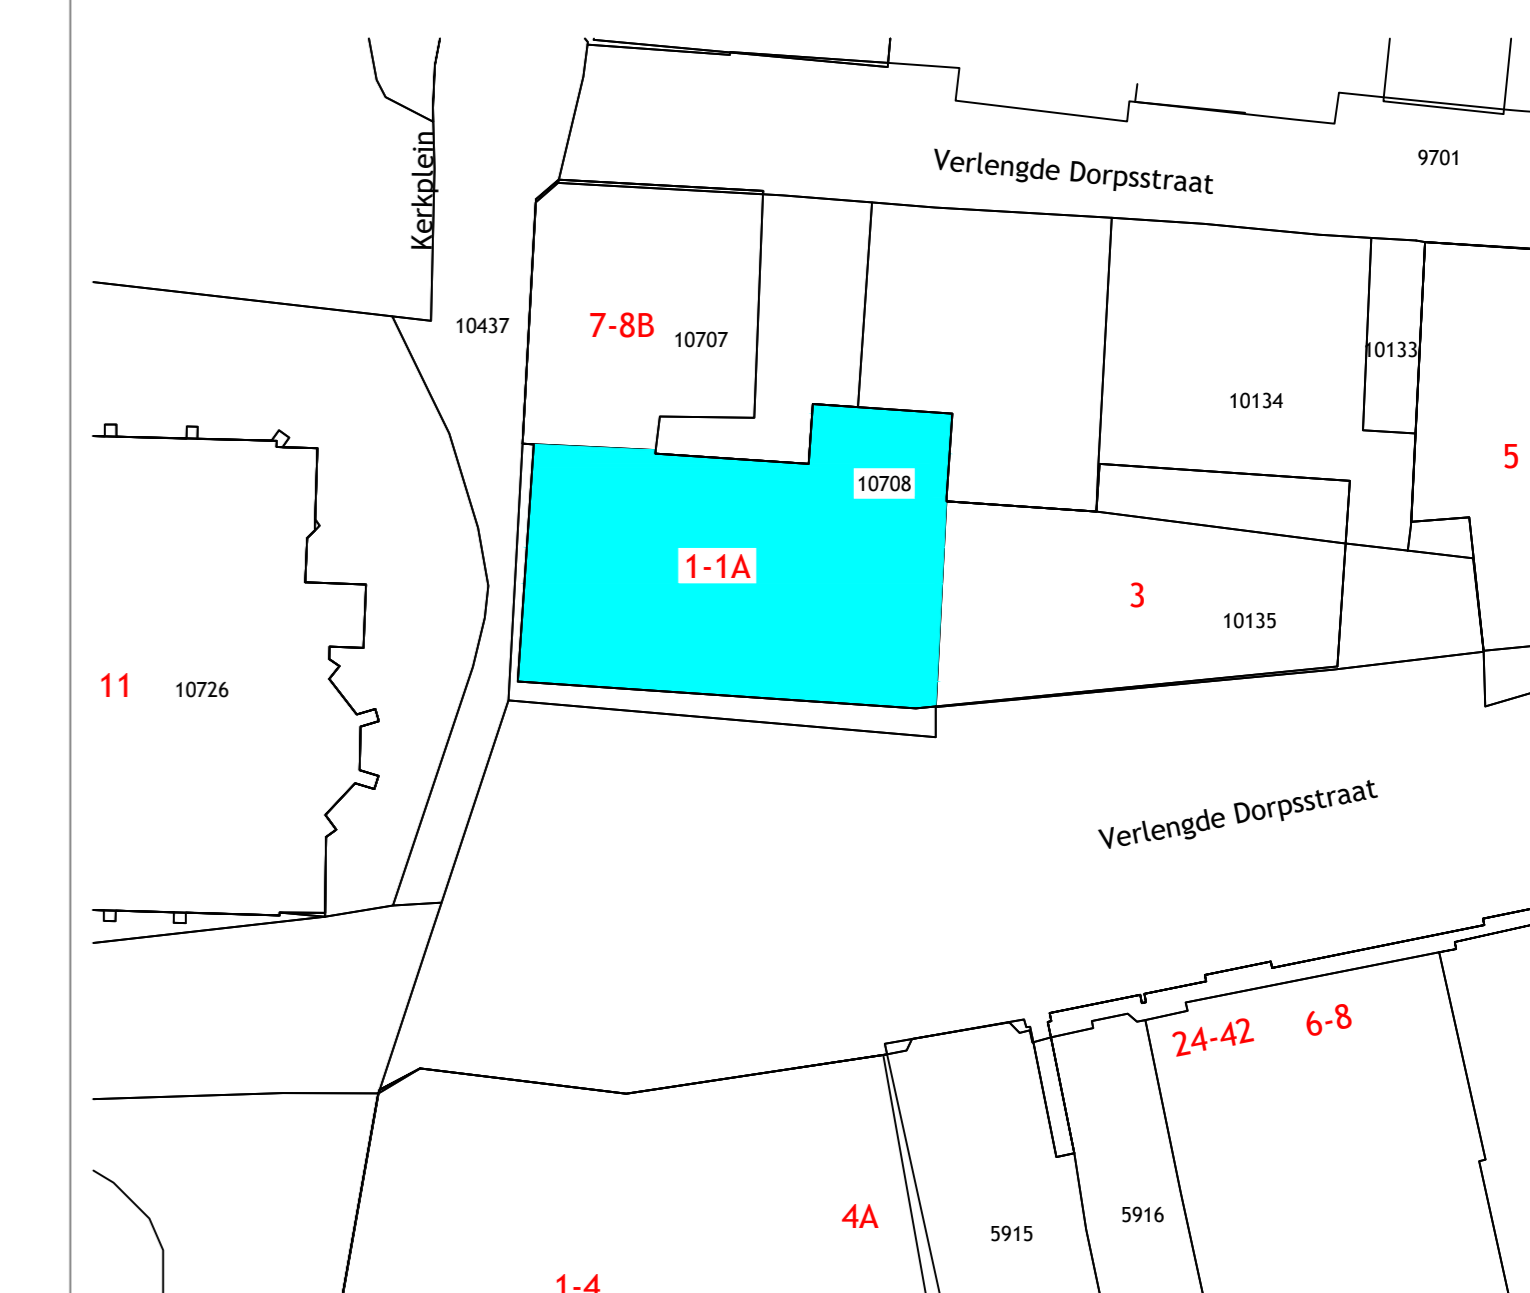 Kerkplein
Verlengde Dorpsstraat
9701
10437
7-8B
10707
10133
10134
5
10708
1-1A
3
10135
11
10726
Verlengde Dorpsstraat
24-42
6-8
4A
5915
5916
1-4